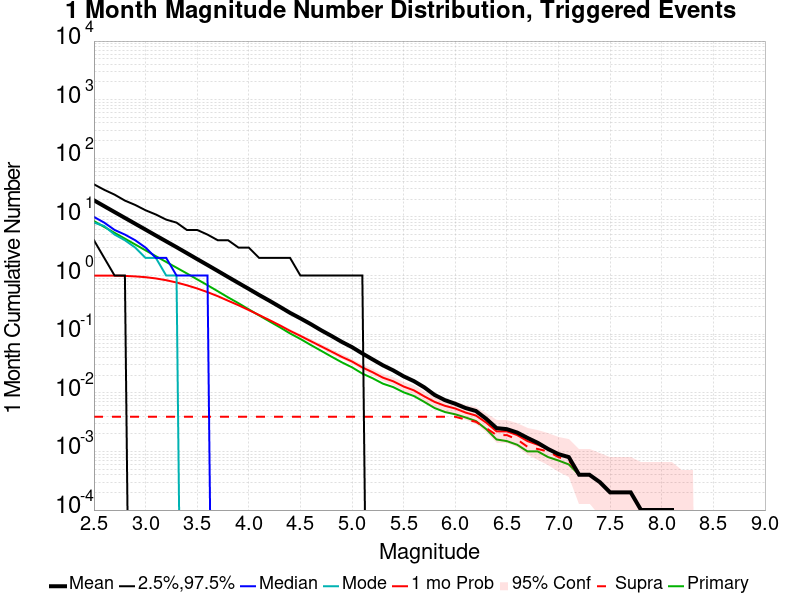 1 Month Magnitude Number Distribution, Triggered Events
1 Month Cumulative Number
10^4
10^3
10^2
10^1
10^0
10^-1
10^-2
10^-3
10^-4
2.5 3.0 3.5 4.0 4.5 5.0 5.5 6.0 6.5 7.0 7.5 8.0 8.5 9.0
Magnitude
Mean 2.5%,97.5% Median Mode 1 mo Prob 95% Conf Supra Primary